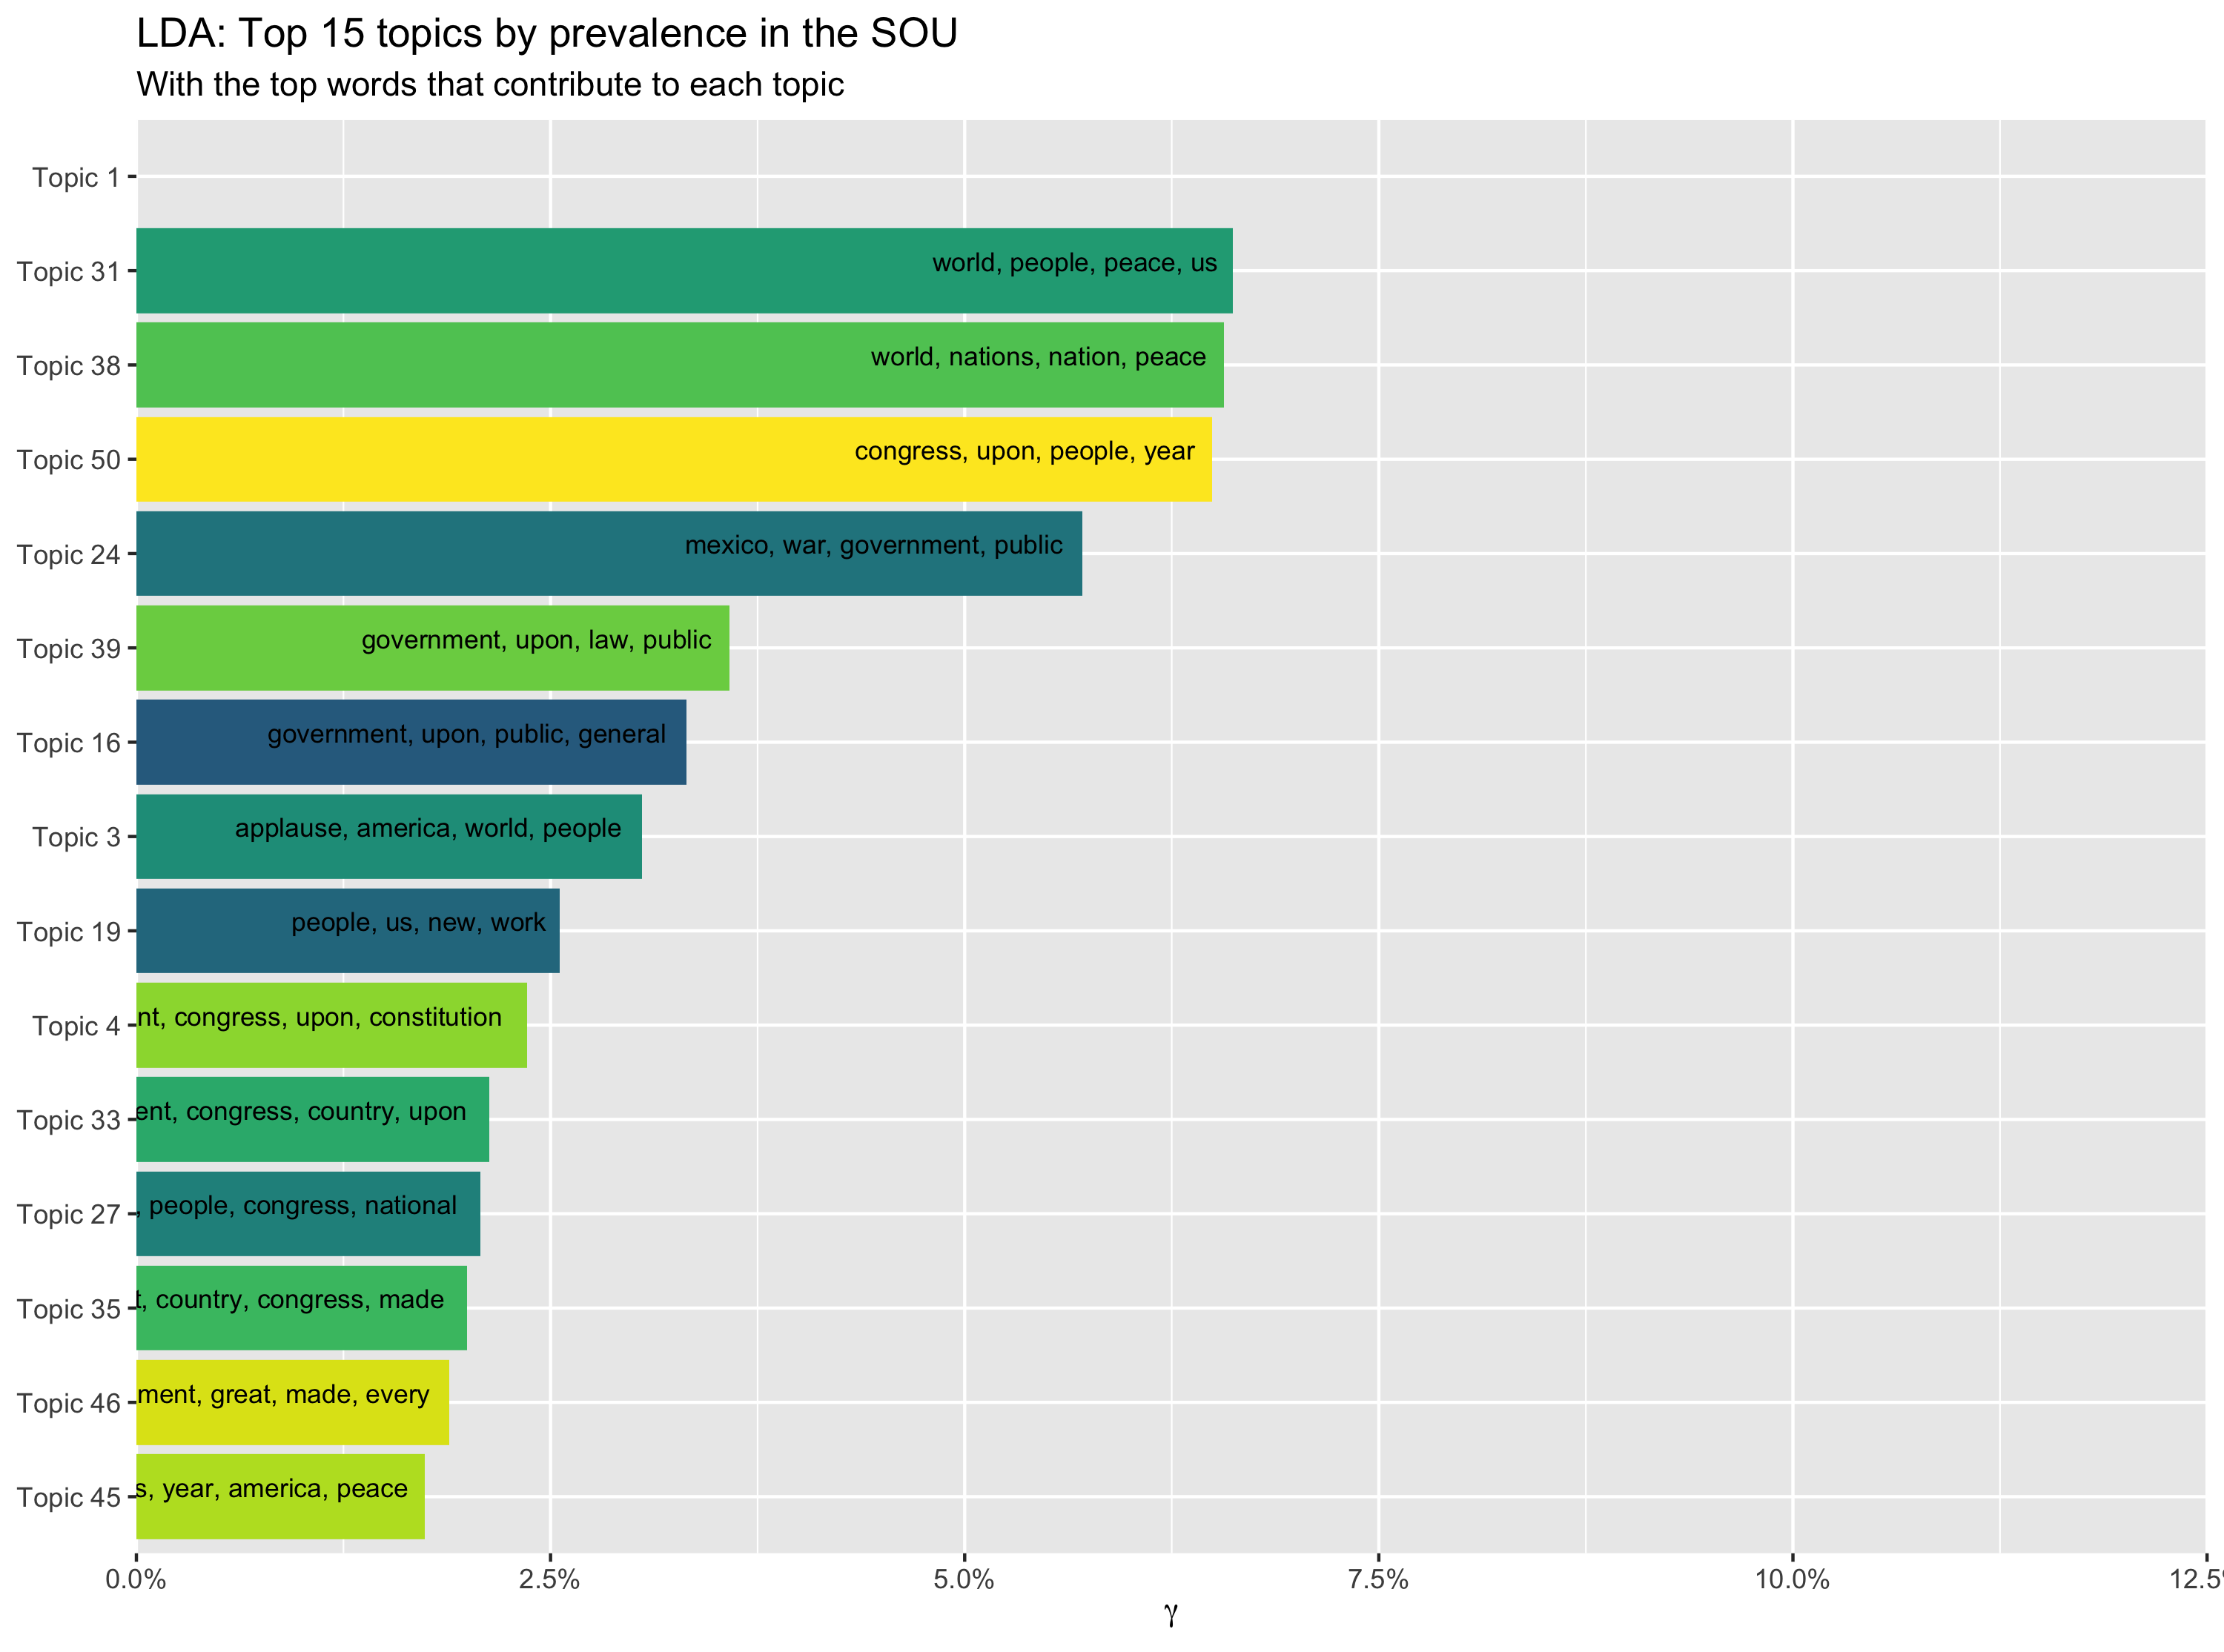 LDA: Top 15 topics by prevalence in the SOU
With the top words that contribute to each topic
Topic 1
Topic 31 world, people, peace, us
Topic 38 world, nations, nation, peace
Topic 50 congress, upon, people, year
Topic 24 mexico, war, government, public
Topic 39 government, upon, law, public
Topic 16 government, upon, public, general
Topic 3 applause, america, world, people
Topic 19 people, us, new, work
Topic 4 nt, congress, upon, constitution
Topic 33 ent, congress, country, upon
Topic 27 , people, congress, national
Topic 35 t, country, congress, made
Topic 46 ment, great, made, every
Topic 45 s, year, america, peace
0.0% 2.5% 5.0% 7.5% 10.0% 12.5
γ